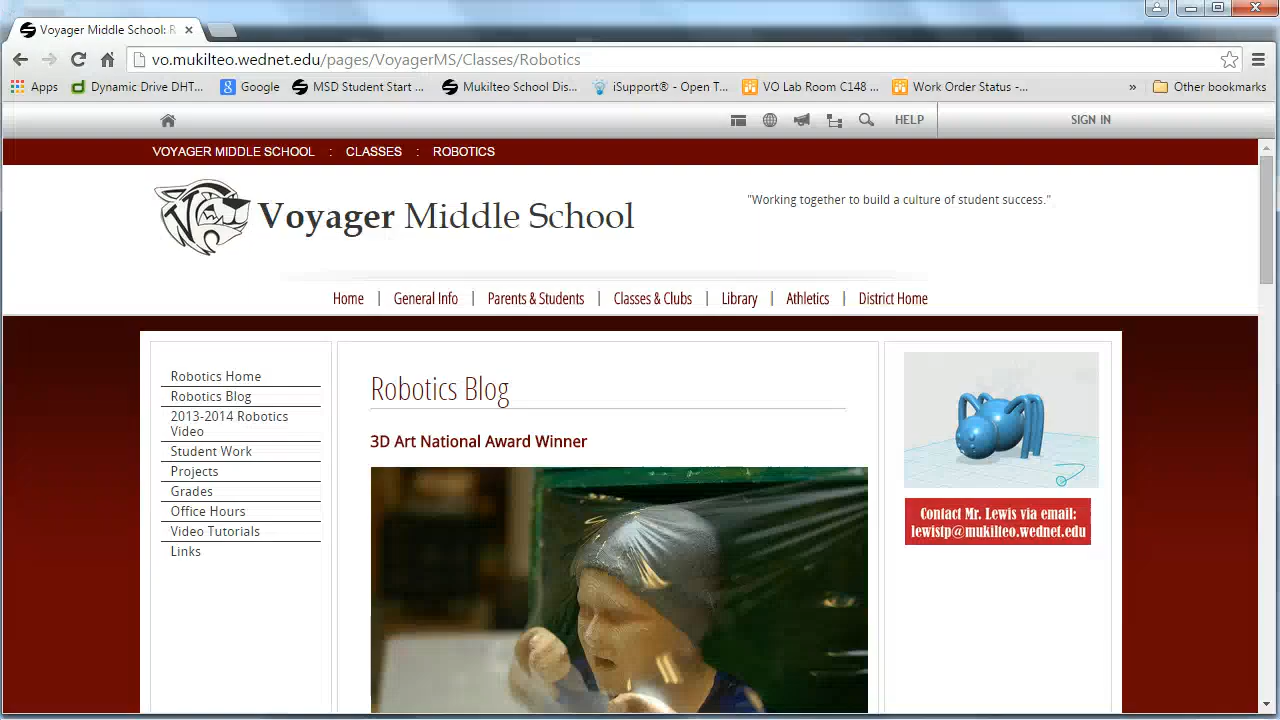 Voyager Middle School: R
vo.mukilteo.wednet.edu/pages/VoyagerMS/Classes/Robotics
Apps
Dynamic Drive DHT...
Google
MSD Student Start ...
Mukilteo School Dis...
iSupport® - Open T...
VO Lab Room C148 ...
Work Order Status -...
»
Other bookmarks
HELP
SIGN IN
VOYAGER MIDDLE SCHOOL : CLASSES : ROBOTICS
Voyager Middle School
"Working together to build a culture of student success."
Home | General Info | Parents & Students | Classes & Clubs | Library | Athletics | District Home
Robotics Home
Robotics Blog
2013-2014 Robotics
Video
Student Work
Projects
Grades
Office Hours
Video Tutorials
Links
Robotics Blog
3D Art National Award Winner
Contact Mr. Lewis via email:
lewistp@mukilteo.wednet.edu